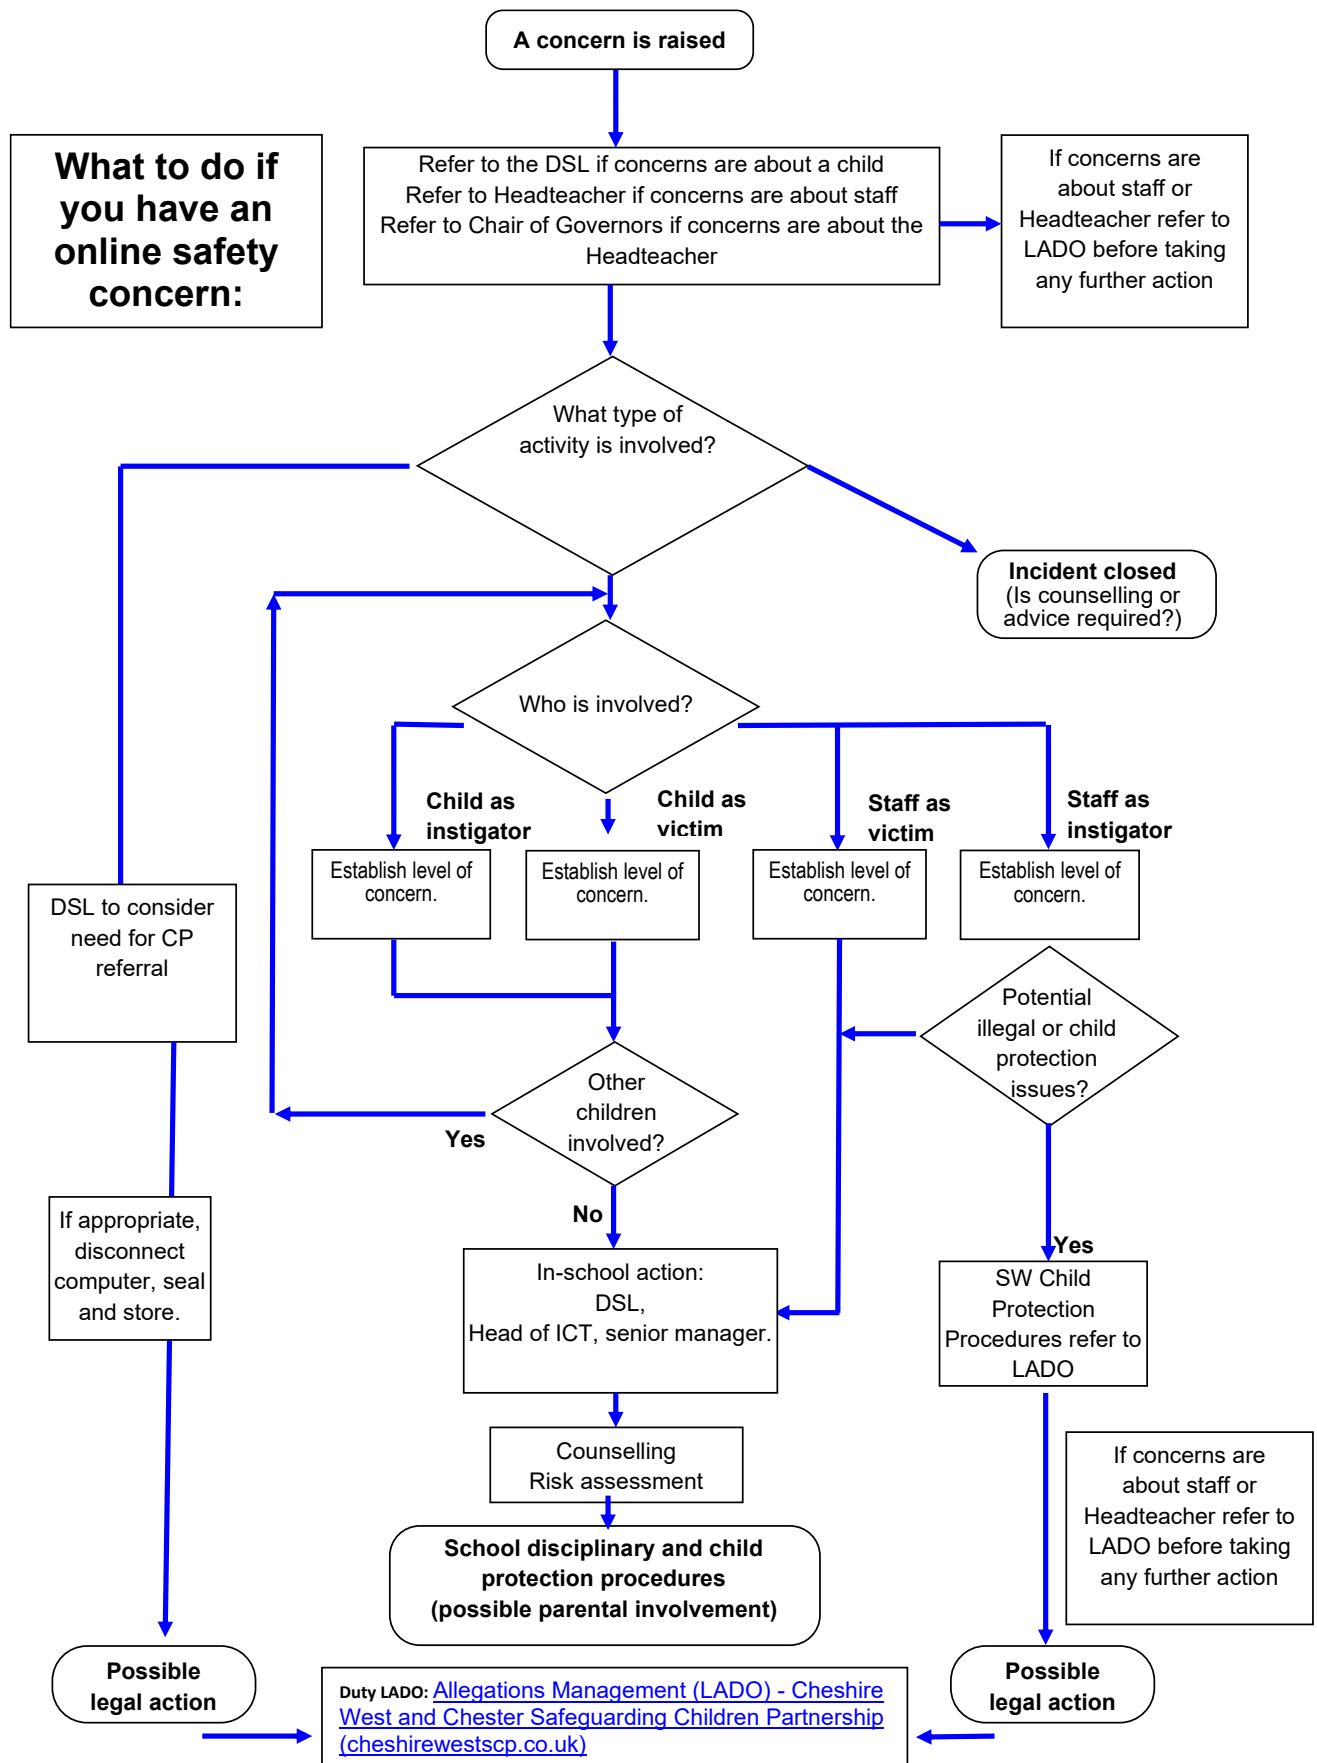 A concern is raised
What to do if
you have an
online safety
concern:
Refer to the DSL if concerns are about a child
Refer to Headteacher if concerns are about staff
Refer to Chair of Governors if concerns are about the
Headteacher
If concerns are
about staff or
Headteacher refer to
LADO before taking
any further action
What type of
activity is involved?
Incident closed
(Is counselling or
advice required?)
Who is involved?
Child as
instigator
Child as
victim
Staff as
victim
Staff as
instigator
Establish level of
concern.
Establish level of
concern.
Establish level of
concern.
Establish level of
concern.
DSL to consider
need for CP
referral
Potential
illegal or child
protection
issues?
Other
children
involved?
Yes
No
If appropriate,
disconnect
computer, seal
and store.
In-school action:
DSL,
Head of ICT, senior manager.
Yes
SW Child
Protection
Procedures refer to
LADO
Counselling
Risk assessment
If concerns are
about staff or
Headteacher refer to
LADO before taking
any further action
School disciplinary and child
protection procedures
(possible parental involvement)
Possible
legal action
Possible
legal action
Duty LADO: Allegations Management (LADO) - Cheshire
West and Chester Safeguarding Children Partnership
(cheshirewestscp.co.uk)